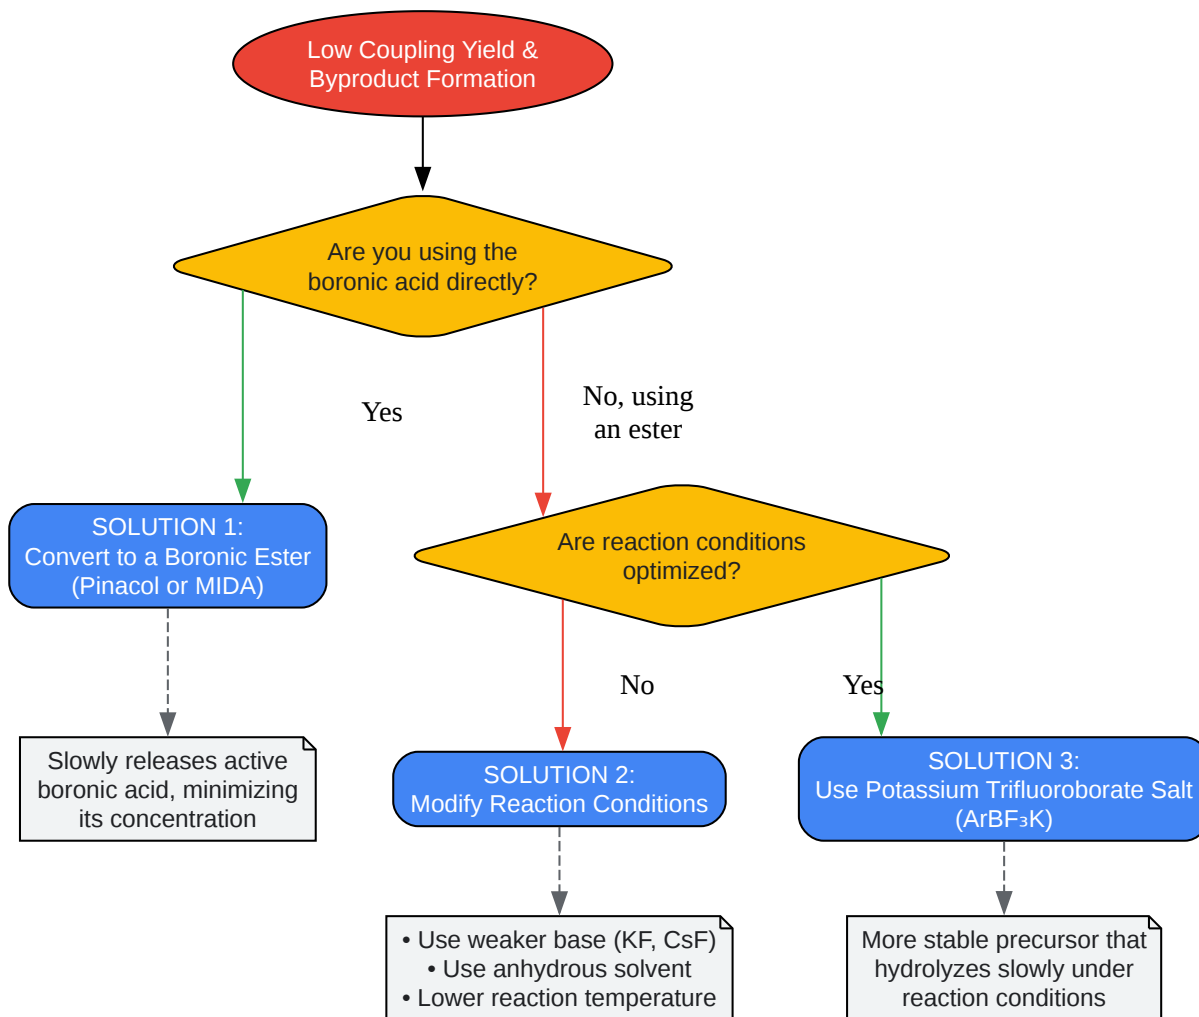 Low Coupling Yield &
Byproduct Formation
Are you using the
boronic acid directly?
Yes
No, using
an ester
SOLUTION 1:
Convert to a Boronic Ester
(Pinacol or MIDA)
Are reaction conditions
optimized?
No
Yes
Slowly releases active
boronic acid, minimizing
its concentration
SOLUTION 2:
Modify Reaction Conditions
SOLUTION 3:
Use Potassium Trifluoroborate Salt
(ArBF₃K)
• Use weaker base (KF, CsF)
• Use anhydrous solvent
• Lower reaction temperature
More stable precursor that
hydrolyzes slowly under
reaction conditions